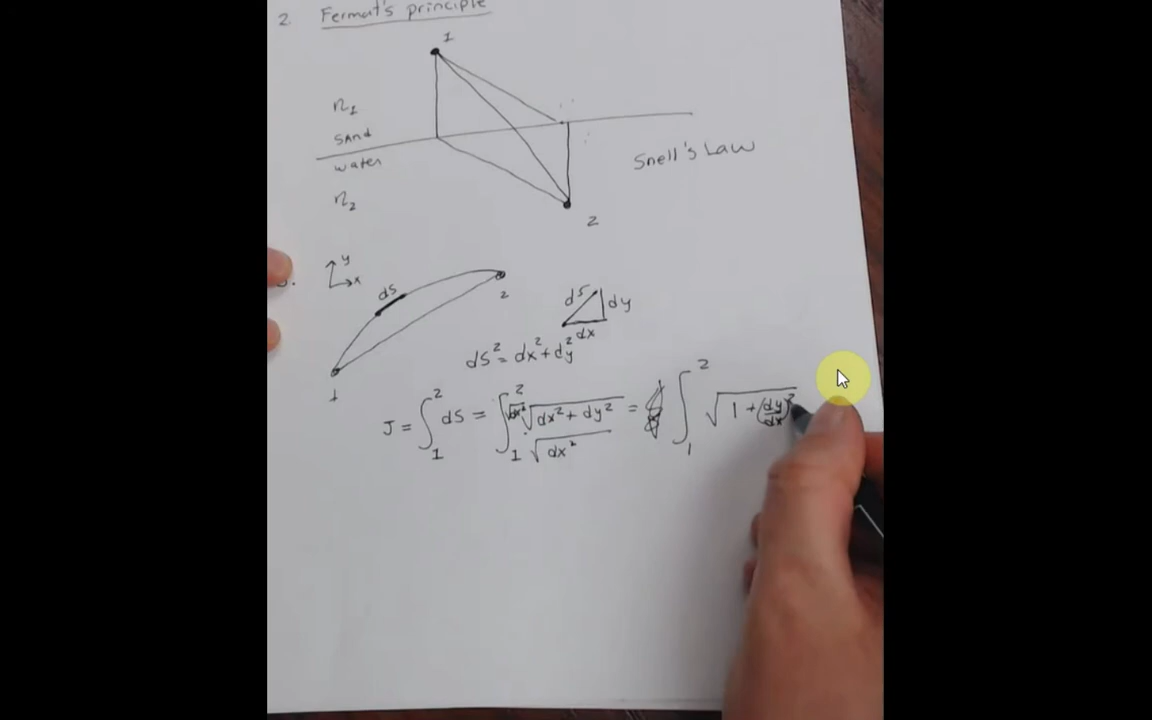 2. Fermat's principle
1
n₁
SAnd
water
n₂
Snell's Law
2
y
x
dS
2
1
dS
dy
dx
dS² = dx² + dy²
J = ∫₁² dS = ∫₁² √dx² + dy² / √dx² = ∫₁² √1 + (dy/dx)²